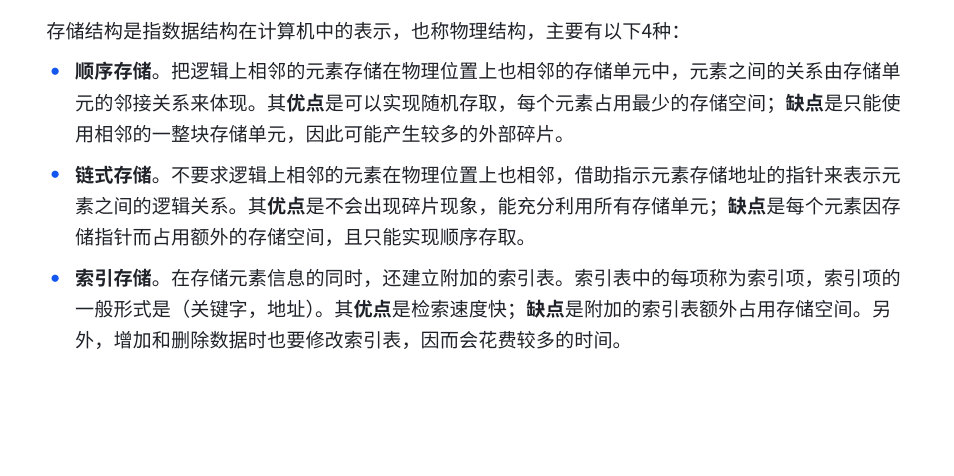 存储结构是指数据结构在计算机中的表示，也称物理结构，主要有以下4种：
• 顺序存储。把逻辑上相邻的元素存储在物理位置上也相邻的存储单元中，元素之间的关系由存储单
元的邻接关系来体现。其优点是可以实现随机存取，每个元素占用最少的存储空间；缺点是只能使
用相邻的一整块存储单元，因此可能产生较多的外部碎片。
• 链式存储。不要求逻辑上相邻的元素在物理位置上也相邻，借助指示元素存储地址的指针来表示元
素之间的逻辑关系。其优点是不会出现碎片现象，能充分利用所有存储单元；缺点是每个元素因存
储指针而占用额外的存储空间，且只能实现顺序存取。
• 索引存储。在存储元素信息的同时，还建立附加的索引表。索引表中的每项称为索引项，索引项的
一般形式是（关键字，地址）。其优点是检索速度快；缺点是附加的索引表额外占用存储空间。另
外，增加和删除数据时也要修改索引表，因而会花费较多的时间。